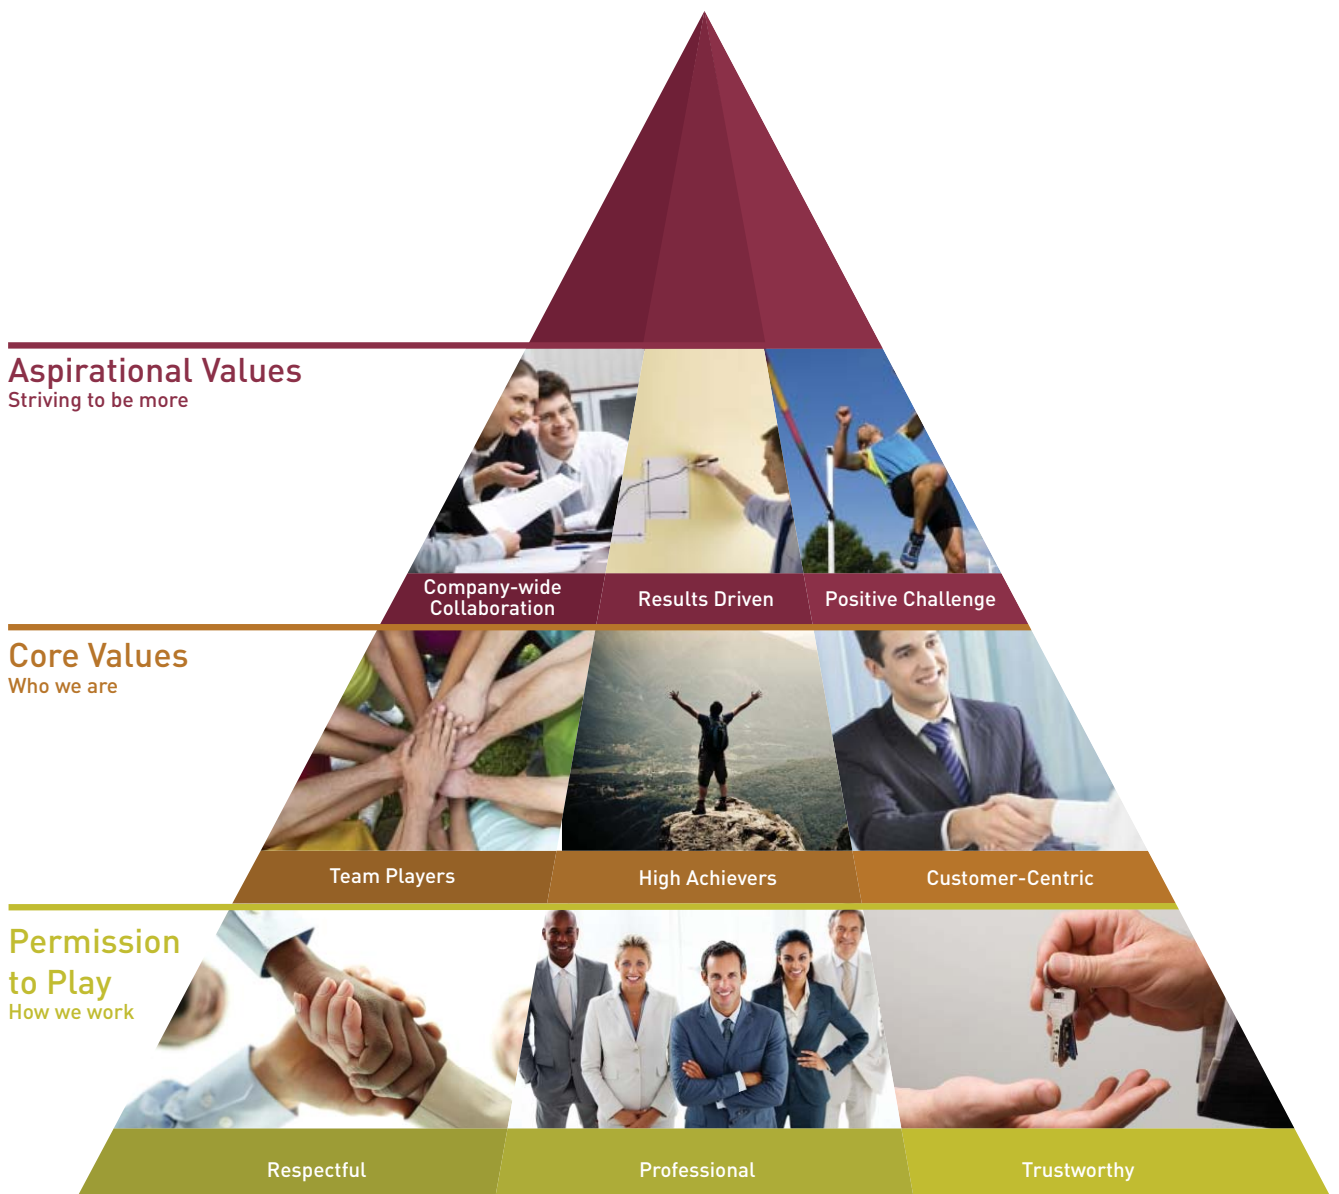 Aspirational Values
Striving to be more
Company-wide
Collaboration
Results Driven
Positive Challenge
Core Values
Who we are
Team Players
High Achievers
Customer-Centric
Permission
to Play
How we work
Respectful
Professional
Trustworthy